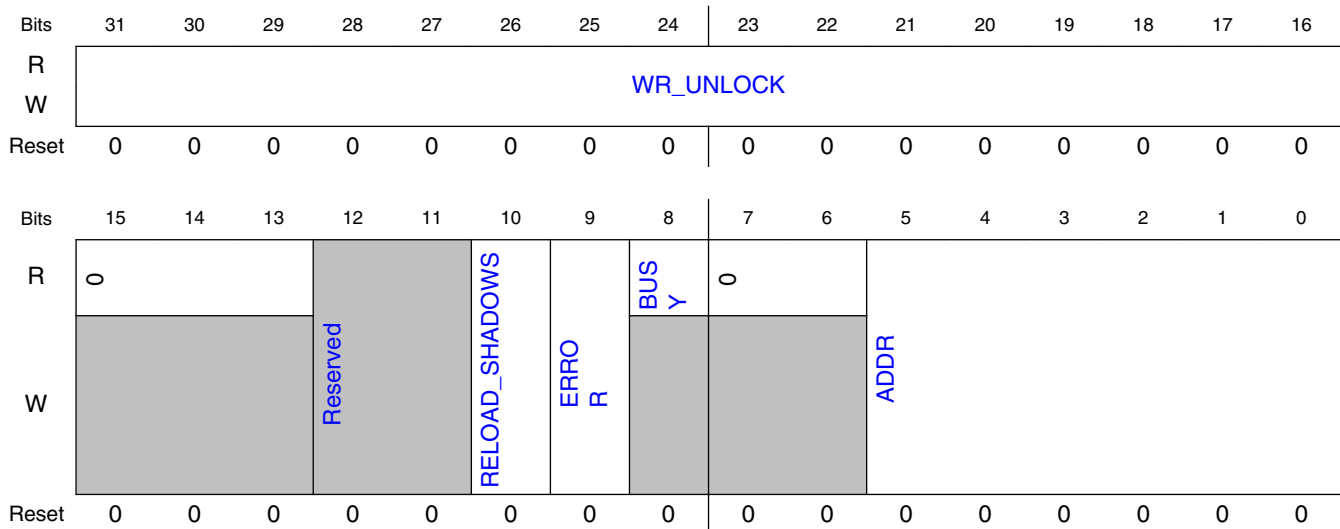 Bits 31 30 29 28 27 26 25 24 23 22 21 20 19 18 17 16
R
WR_UNLOCK
W
Reset 0 0 0 0 0 0 0 0 0 0 0 0 0 0 0 0
Bits 15 14 13 12 11 10 9 8 7 6 5 4 3 2 1 0
R
0
Reserved
RELOAD_SHADOWS
ERRO
R
BUS
Y
0
ADDR
W
Reset 0 0 0 0 0 0 0 0 0 0 0 0 0 0 0 0